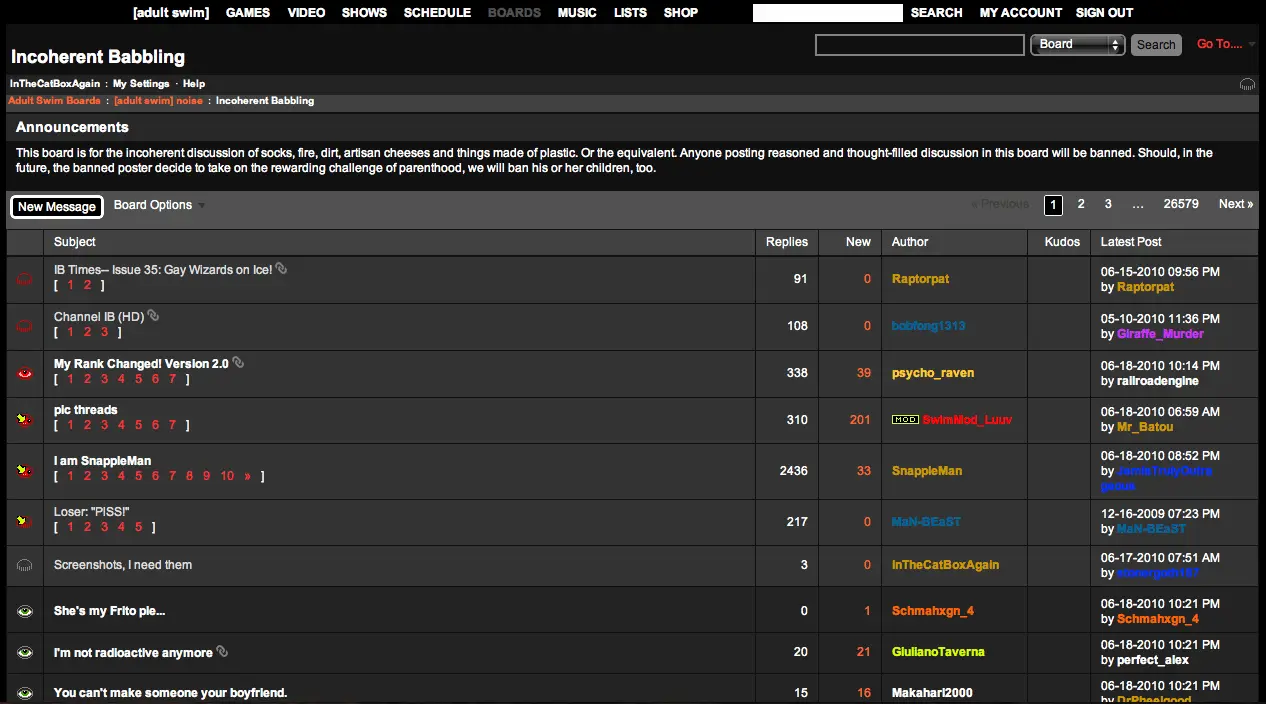 [adult swim] GAMES VIDEO SHOWS SCHEDULE BOARDS MUSIC LISTS SHOP SEARCH MY ACCOUNT SIGN OUT
Board Search Go To....
Incoherent Babbling
InTheCatBoxAgain : My Settings · Help
Adult Swim Boards : [adult swim] noise : Incoherent Babbling
Announcements
This board is for the incoherent discussion of socks, fire, dirt, artisan cheeses and things made of plastic. Or the equivalent. Anyone posting reasoned and thought-filled discussion in this board will be banned. Should, in the
future, the banned poster decide to take on the rewarding challenge of parenthood, we will ban his or her children, too.
New Message Board Options « Previous 1 2 3 ... 26579 Next »
Subject Replies New Author Kudos Latest Post
IB Times-- Issue 35: Gay Wizards on Ice!
[ 1 2 ]
91 0 Raptorpat
06-15-2010 09:56 PM
by Raptorpat
Channel IB (HD)
[ 1 2 3 ]
108 0 bobfong1313
05-10-2010 11:36 PM
by Giraffe_Murder
My Rank Changed! Version 2.0
[ 1 2 3 4 5 6 7 ]
338 39 psycho_raven
06-18-2010 10:14 PM
by railroadengine
pic threads
[ 1 2 3 4 5 6 7 ]
310 201 MOD SwimMod_Luuv
06-18-2010 06:59 AM
by Mr_Batou
I am SnappleMan
[ 1 2 3 4 5 6 7 8 9 10 » ]
2436 33 SnappleMan
06-18-2010 08:52 PM
by
Loser: "PISS!"
[ 1 2 3 4 5 ]
217 0 MaN-BEaST
12-16-2009 07:23 PM
by MaN-BEaST
Screenshots, I need them
3 0 InTheCatBoxAgain
06-17-2010 07:51 AM
by
She's my Frito pie...
0 1 Schmahxgn_4
06-18-2010 10:21 PM
by Schmahxgn_4
I'm not radioactive anymore
20 21 GiulianoTaverna
06-18-2010 10:21 PM
by perfect_alex
You can't make someone your boyfriend.
15 16 Makaharl2000
06-18-2010 10:21 PM
by DrPheelgood